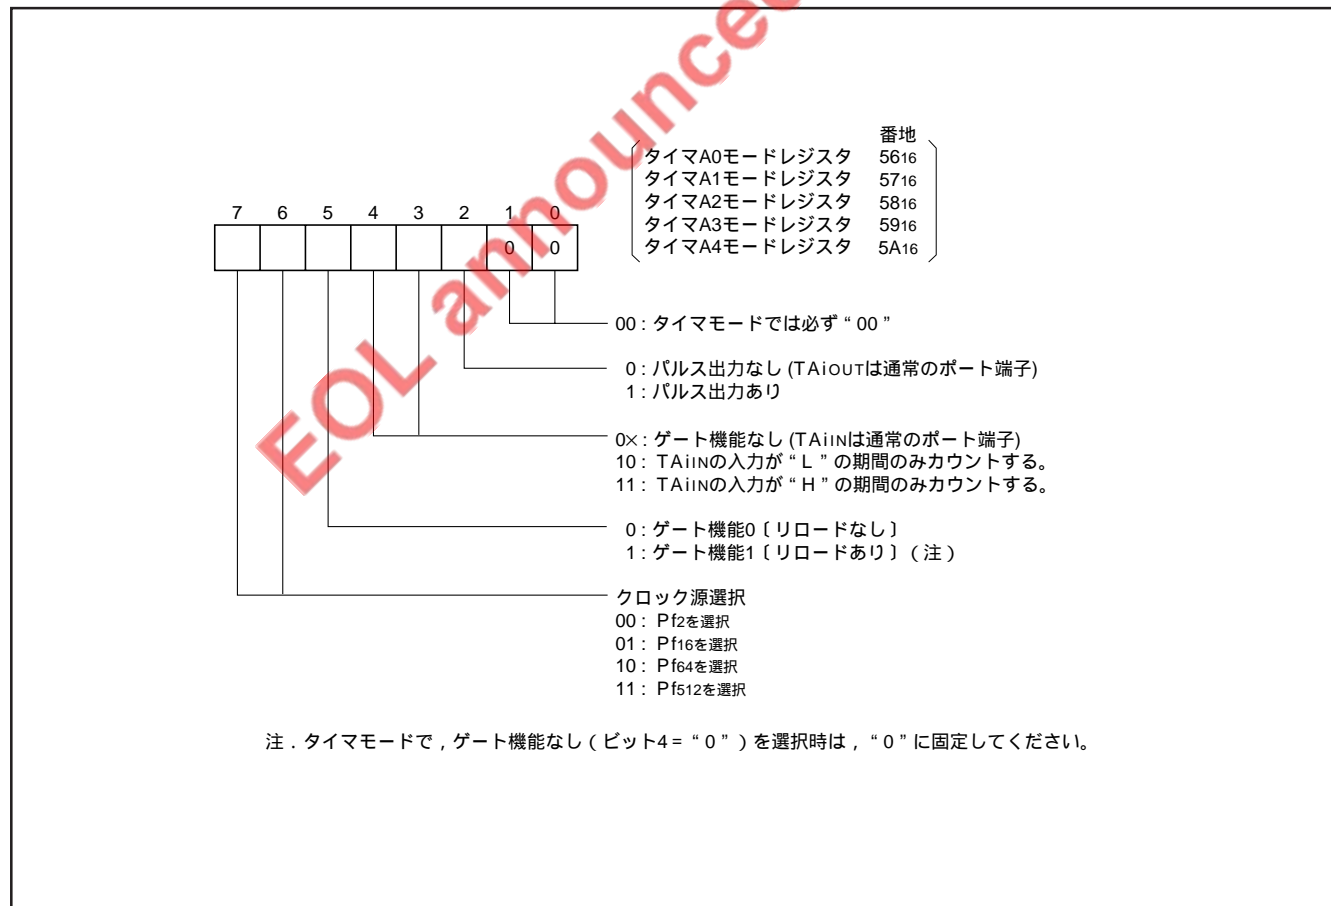 EOL announced
番地
タイマA0モードレジスタ 5616
タイマA1モードレジスタ 5716
タイマA2モードレジスタ 5816
タイマA3モードレジスタ 5916
タイマA4モードレジスタ 5A16
7 6 5 4 3 2 1 0
0 0
00 : タイマモードでは必ず“00”
0 : パルス出力なし (TAiOUTは通常のポート端子)
1 : パルス出力あり
0× : ゲート機能なし (TAiINは通常のポート端子)
10 : TAiINの入力が“L”の期間のみカウントする。
11 : TAiINの入力が“H”の期間のみカウントする。
0 : ゲート機能0〔リロードなし〕
1 : ゲート機能1〔リロードあり〕(注)
クロック源選択
00 : Pf2を選択
01 : Pf16を選択
10 : Pf64を選択
11 : Pf512を選択
注．タイマモードで，ゲート機能なし（ビット4=“0”）を選択時は，“0”に固定してください。